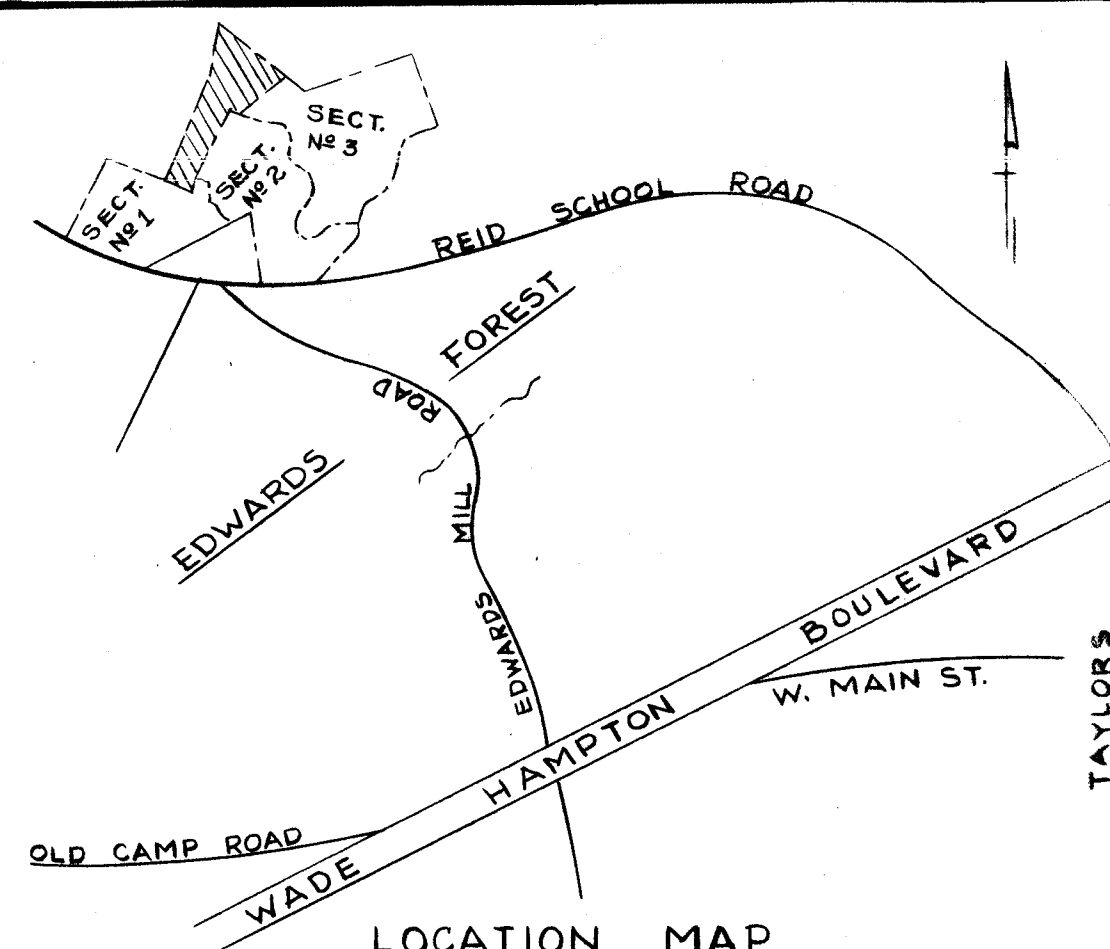 SECT.
Nº 3
SECT.
Nº 2
SECT.
Nº 1
REID SCHOOL ROAD
EDWARDS FOREST
EDWARDS MILL ROAD
WADE HAMPTON BOULEVARD
W. MAIN ST.
TAYLORS
OLD CAMP ROAD
LOCATION MAP